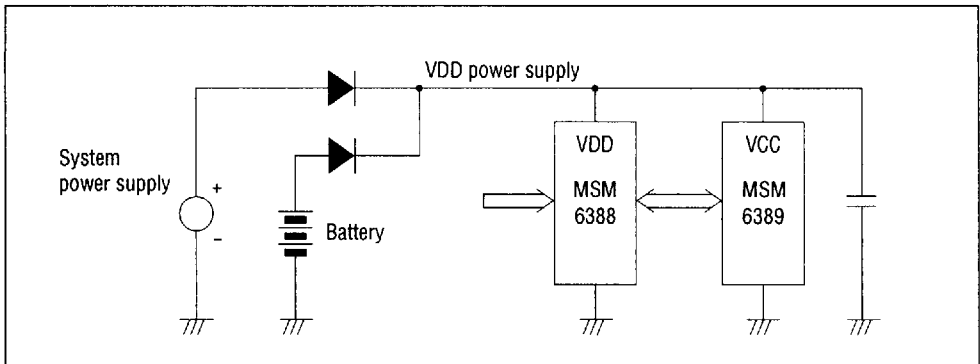 VDD power supply
System
power supply
+
−
Battery
VDD
MSM
6388
VCC
MSM
6389